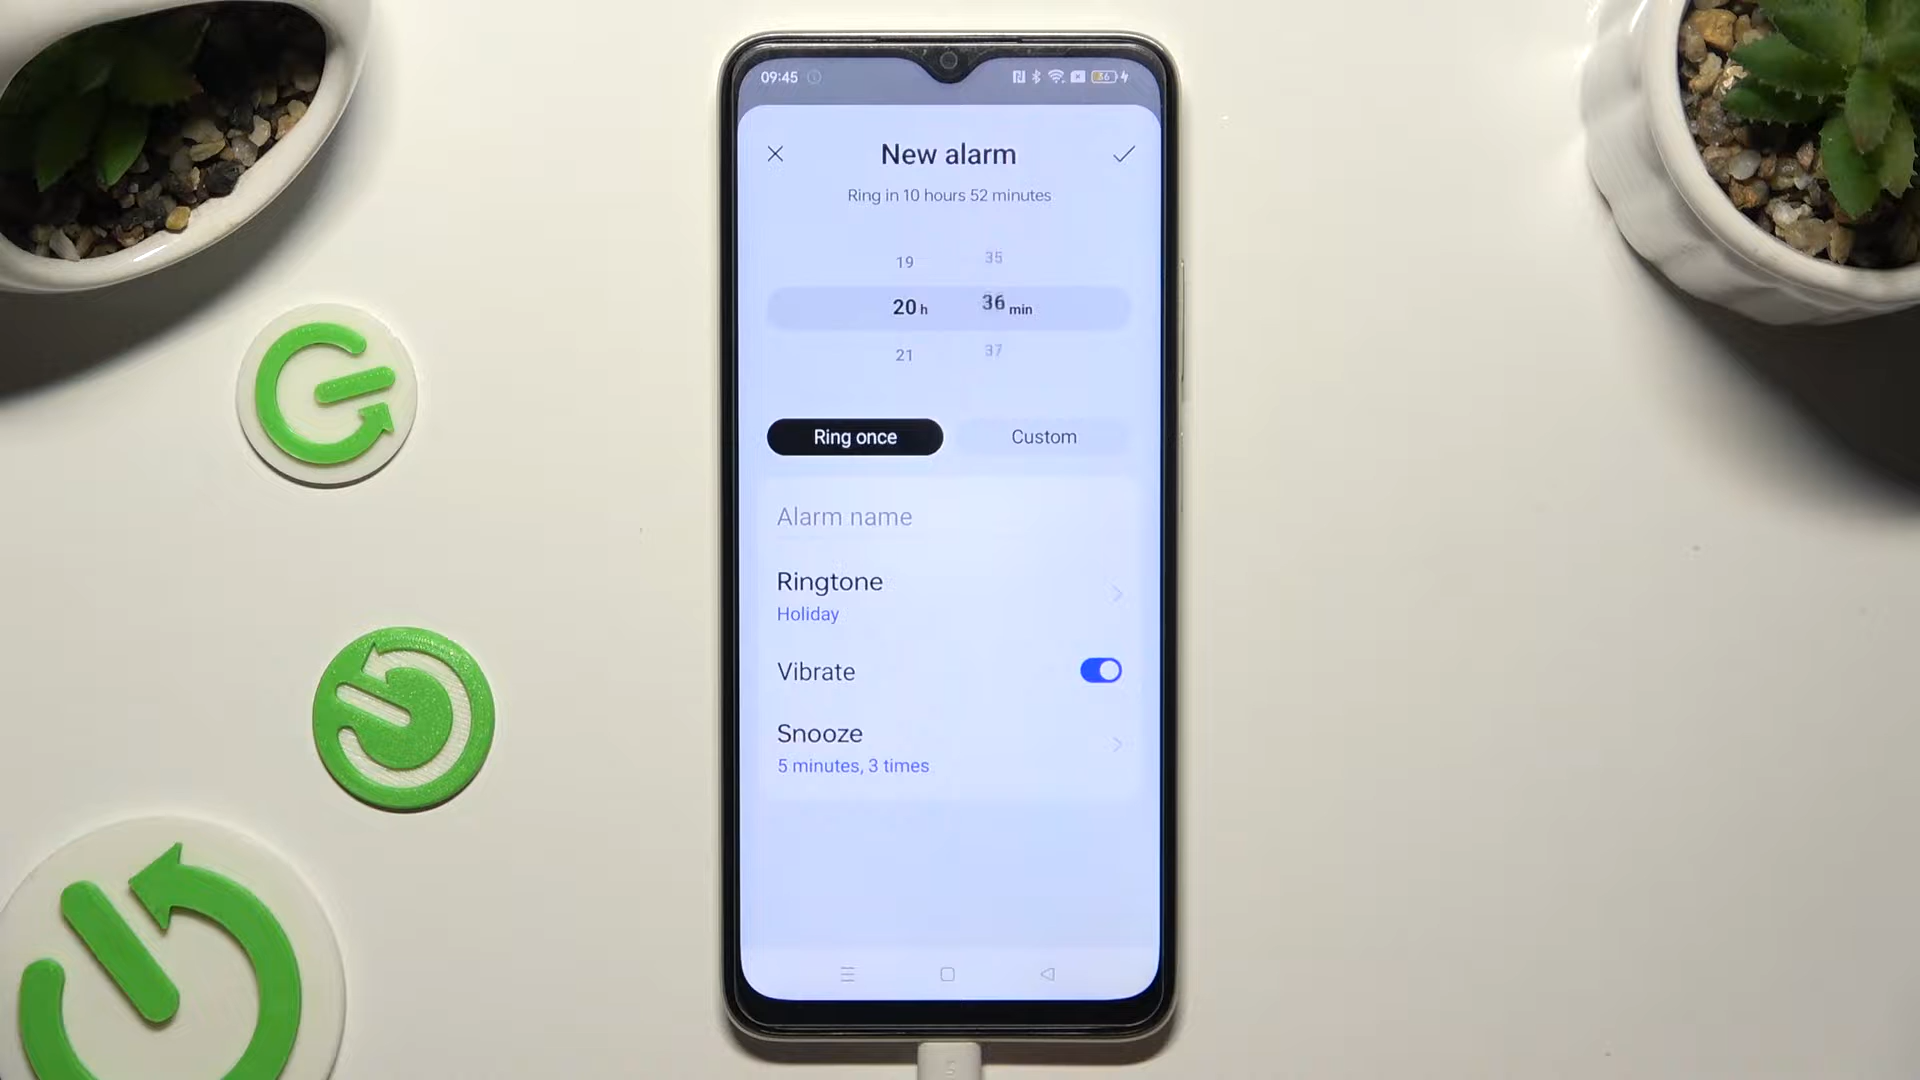 09:45
36
New alarm
Ring in 10 hours 52 minutes
19 35
20 h 36 min
21 37
Ring once Custom
Alarm name
Ringtone
Holiday
Vibrate
Snooze
5 minutes, 3 times